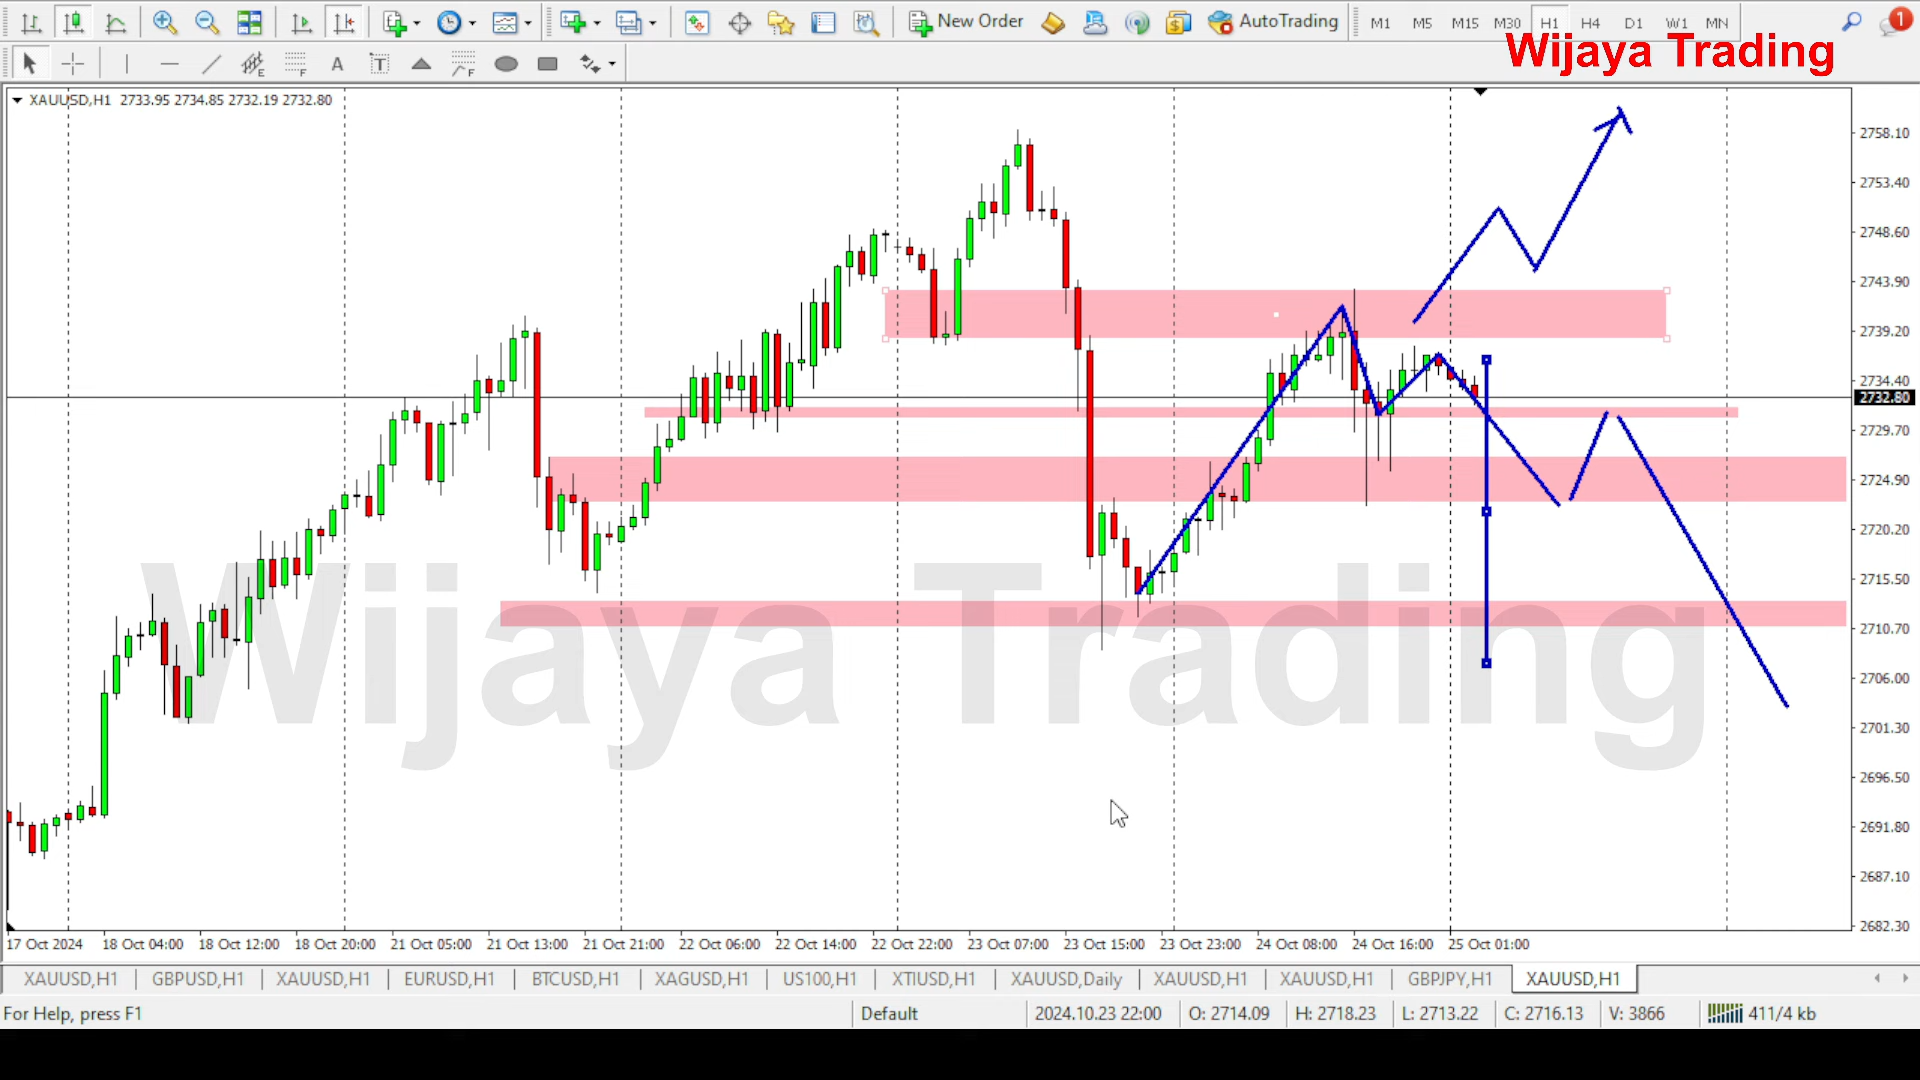 New Order
AutoTrading
M1
M5
M15
M30
H1
H4
D1
W1
MN
1
Wijaya Trading
E
F
A
T
F
XAUUSD,H1 2733.95 2734.85 2732.19 2732.80
2758.10
2753.40
2748.60
2743.90
2739.20
2734.40
2732.80
2729.70
2724.90
2720.20
2715.50
2710.70
2706.00
2701.30
2696.50
2691.80
2687.10
2682.30
Wijaya Trading
17 Oct 2024
18 Oct 04:00
18 Oct 12:00
18 Oct 20:00
21 Oct 05:00
21 Oct 13:00
21 Oct 21:00
22 Oct 06:00
22 Oct 14:00
22 Oct 22:00
23 Oct 07:00
23 Oct 15:00
23 Oct 23:00
24 Oct 08:00
24 Oct 16:00
25 Oct 01:00
XAUUSD,H1
GBPUSD,H1
XAUUSD,H1
EURUSD,H1
BTCUSD,H1
XAGUSD,H1
US100,H1
XTIUSD,H1
XAUUSD,Daily
XAUUSD,H1
XAUUSD,H1
GBPJPY,H1
XAUUSD,H1
For Help, press F1
Default
2024.10.23 22:00
O: 2714.09
H: 2718.23
L: 2713.22
C: 2716.13
V: 3866
411/4 kb